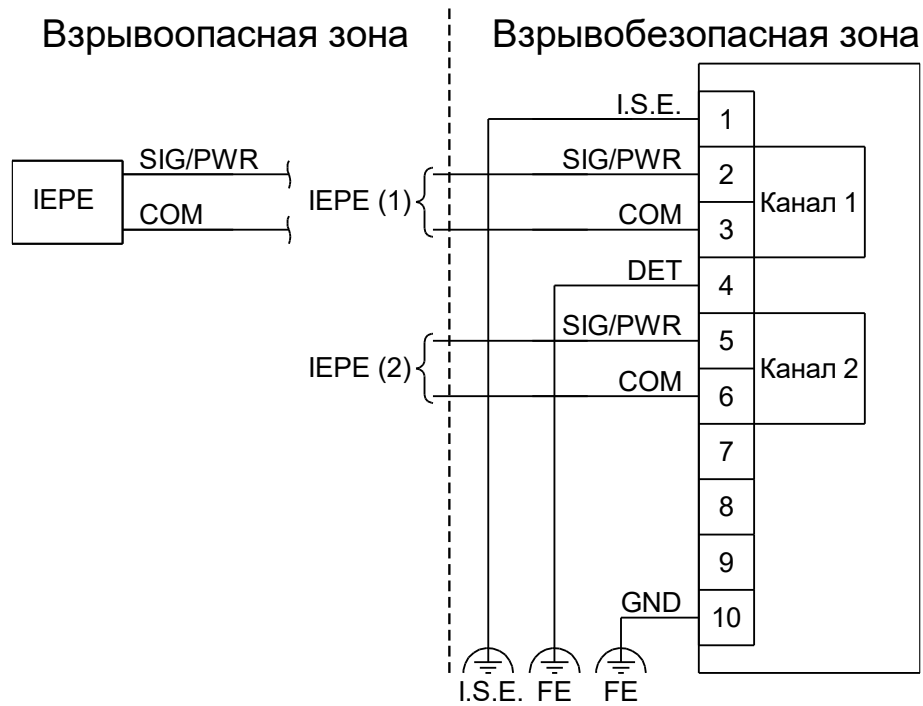 Взрывоопасная зона
Взрывобезопасная зона
I.S.E.
1
SIG/PWR
SIG/PWR
2
IEPE
IEPE (1)
Канал 1
COM
COM
3
DET
4
SIG/PWR
5
IEPE (2)
Канал 2
COM
6
7
8
9
GND
10
I.S.E.
FE
FE